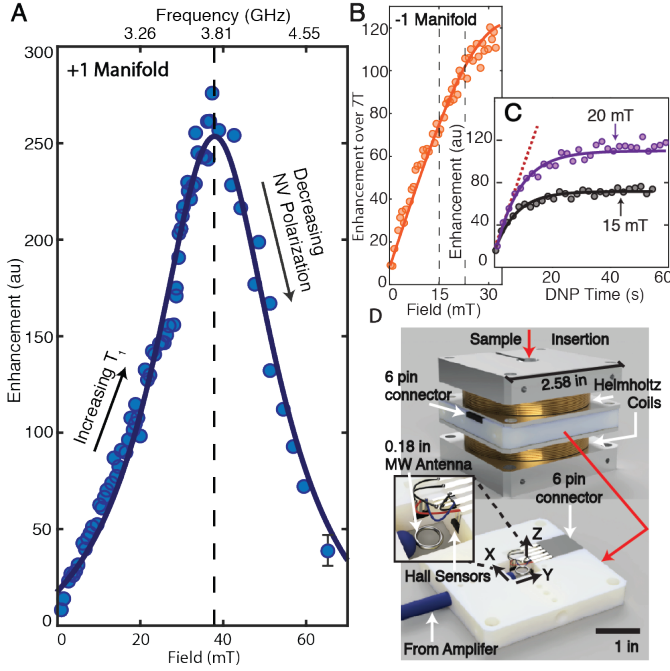 A
Frequency (GHz)
3.26 3.81 4.55
+1 Manifold
Enhancement (au)
300
250
200
150
100
50
0
Increasing T1
Decreasing
NV Polarization
0 20 40 60
Field (mT)
B
-1 Manifold
Enhancement over 7T
120
100
80
60
40
20
0
0 10 20 30
Field (mT)
C
Enhancement (au)
120
80
40
0
20 mT
15 mT
20 40 60
DNP Time (s)
D
Sample Insertion
2.58 in
6 pin
connector
Helmholtz
Coils
0.18 in
MW Antenna
6 pin
connector
Hall Sensors
X
Z
Y
From Amplifer
1 in